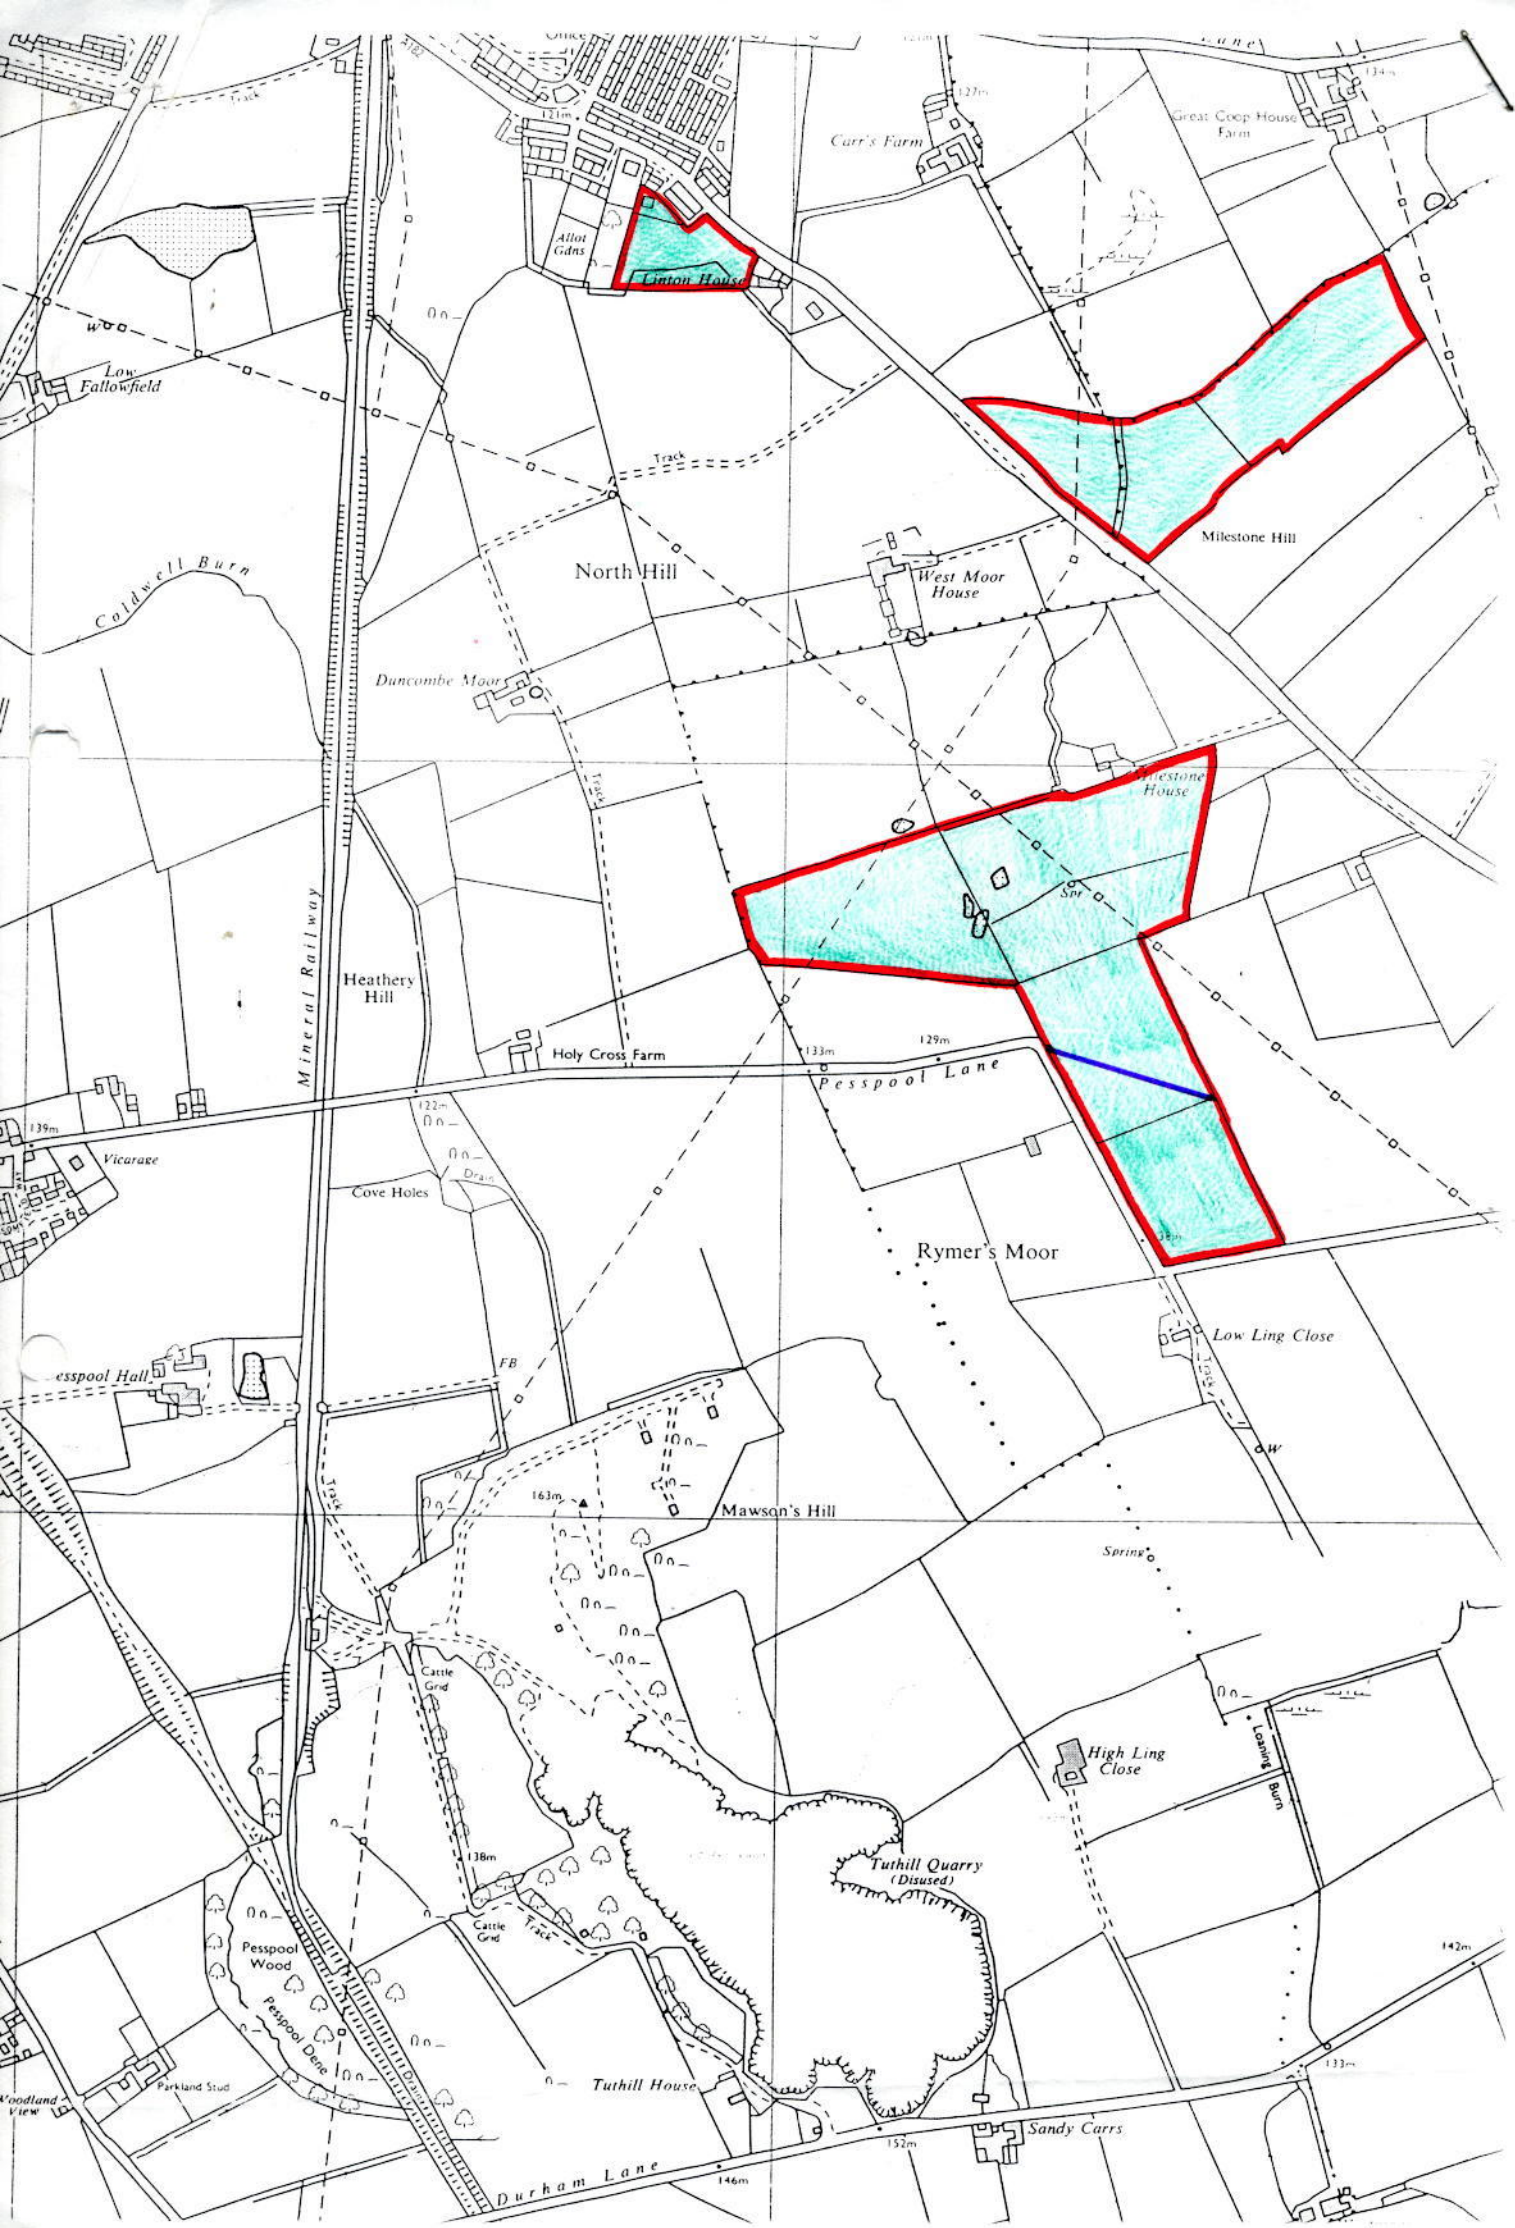 A182
Office
Lane
Track
121m
127m
134m
Great Coop House
Farm
Carr's Farm
Allot
Gdns
Linton House
W
Low
Fallowfield
Track
Milestone Hill
Coldwell Burn
North Hill
West Moor
House
Duncombe Moor
Track
Milestone
House
Spr
Mineral Railway
Heathery
Hill
Holy Cross Farm
133m
129m
Pesspool Lane
122m
139m
Vicarage
Drain
Cove Holes
Rymer's Moor
Low Ling Close
Track
FB
esspool Hall
W
Track
163m
Mawson's Hill
Spring
Cattle
Grid
High Ling
Close
Loaning Burn
138m
Tuthill Quarry
(Disused)
Cattle
Grid
Track
Pesspool
Wood
142m
Pesspool Dene
Drain
133m
Parkland Stud
Woodland
View
Tuthill House
Sandy Carrs
152m
Durham Lane
146m